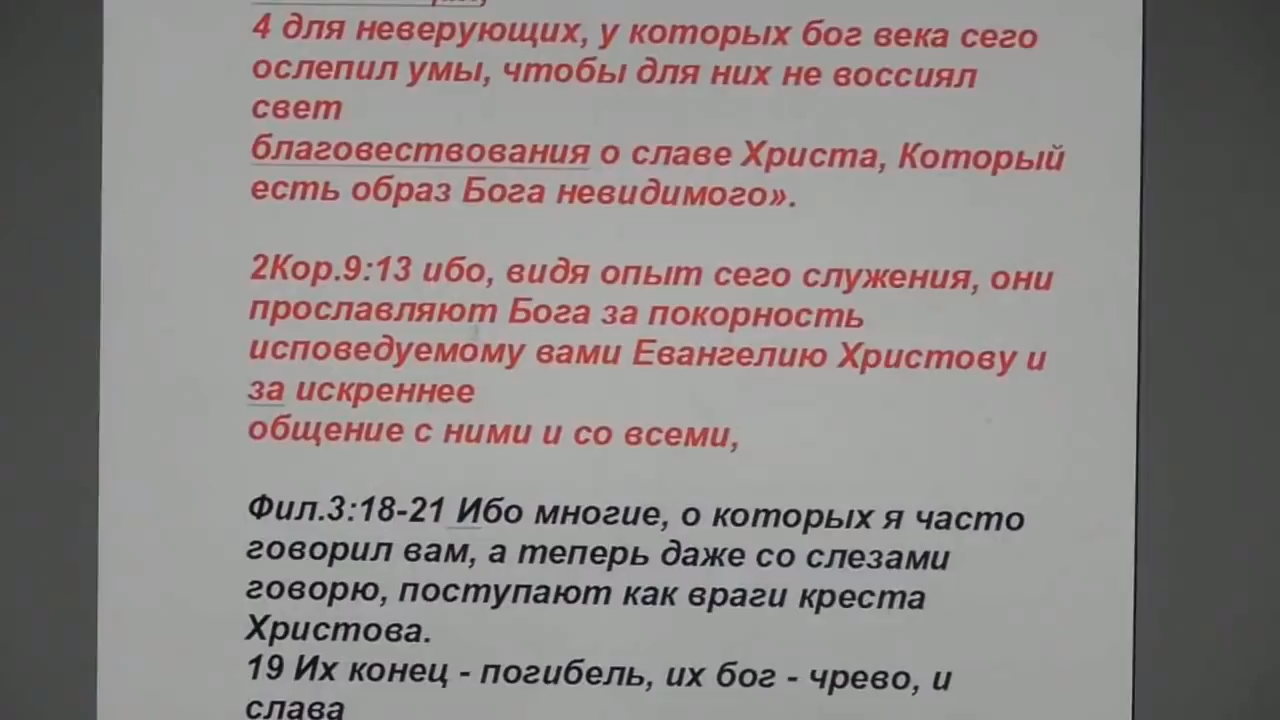 4 для неверующих, у которых бог века сего
ослепил умы, чтобы для них не воссиял
свет
благовествования о славе Христа, Который
есть образ Бога невидимого».
2Кор.9:13 ибо, видя опыт сего служения, они
прославляют Бога за покорность
исповедуемому вами Евангелию Христову и
за искреннее
общение с ними и со всеми,
Фил.3:18-21 Ибо многие, о которых я часто
говорил вам, а теперь даже со слезами
говорю, поступают как враги креста
Христова.
19 Их конец - погибель, их бог - чрево, и
слава